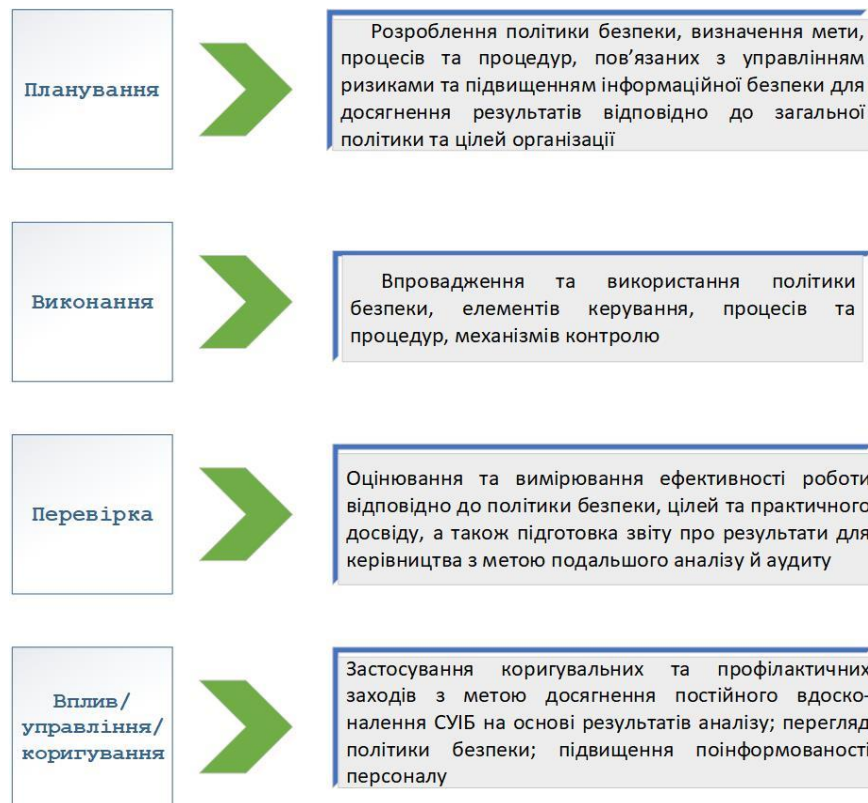 Планування
Розроблення політики безпеки, визначення мети,
процесів та процедур, пов’язаних з управлінням
ризиками та підвищенням інформаційної безпеки для
досягнення результатів відповідно до загальної
політики та цілей організації
Виконання
Впровадження та використання політики
безпеки, елементів керування, процесів та
процедур, механізмів контролю
Перевірка
Оцінювання та вимірювання ефективності роботи
відповідно до політики безпеки, цілей та практичного
досвіду, а також підготовка звіту про результати для
керівництва з метою подальшого аналізу й аудиту
Вплив/
управління/
коригування
Застосування коригувальних та профілактичних
заходів з метою досягнення постійного вдоско-
налення СУІБ на основі результатів аналізу; перегляд
політики безпеки; підвищення поінформованості
персоналу